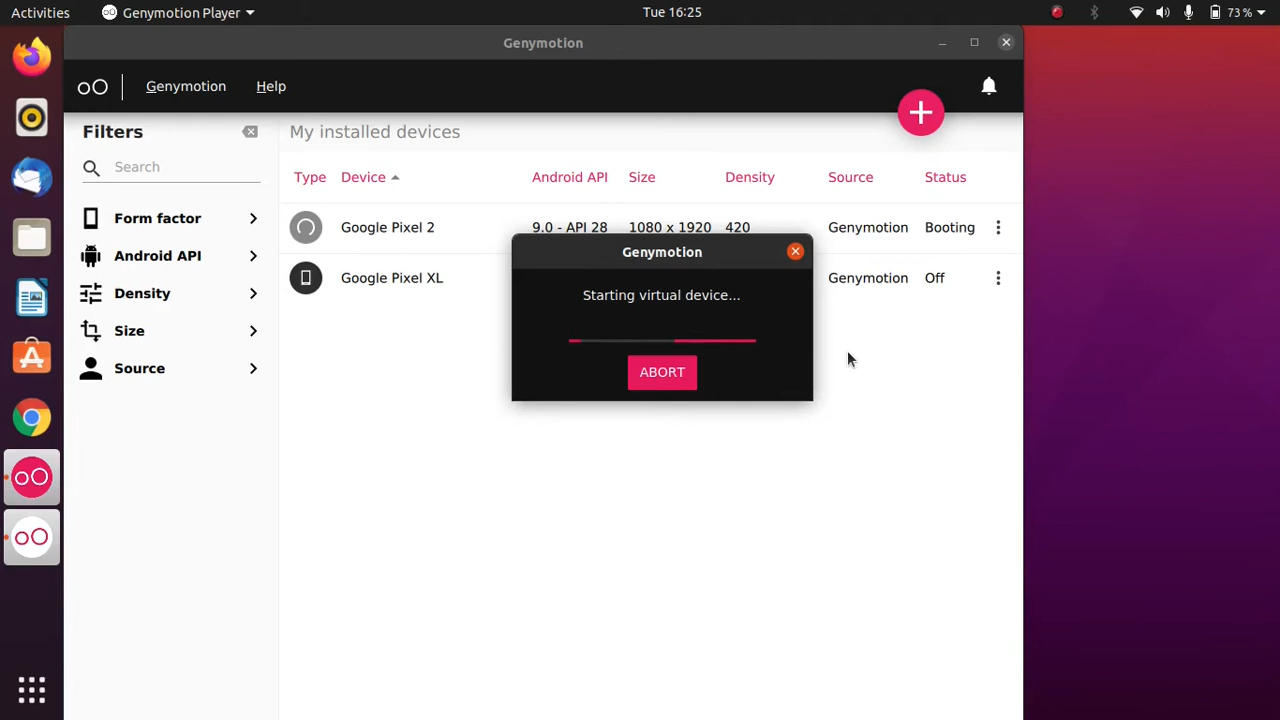 Activities Genymotion Player Tue 16:25 73 %
Genymotion
Genymotion Help
Filters My installed devices
Search
Type Device Android API Size Density Source Status
Form factor
Google Pixel 2 9.0 - API 28 1080 x 1920 420 Genymotion Booting
Android API
Genymotion
Google Pixel XL Genymotion Off
Density
Starting virtual device...
Size
Source
ABORT